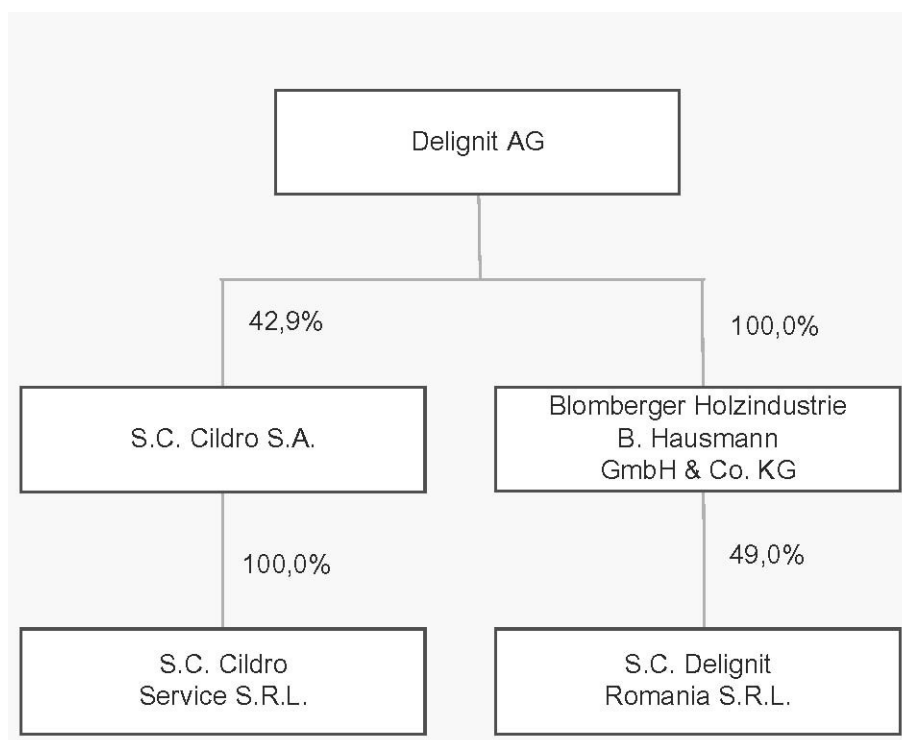 Delignit AG
42,9%
100,0%
S.C. Cildro S.A.
Blomberger Holzindustrie
B. Hausmann
GmbH & Co. KG
100,0%
49,0%
S.C. Cildro
Service S.R.L.
S.C. Delignit
Romania S.R.L.